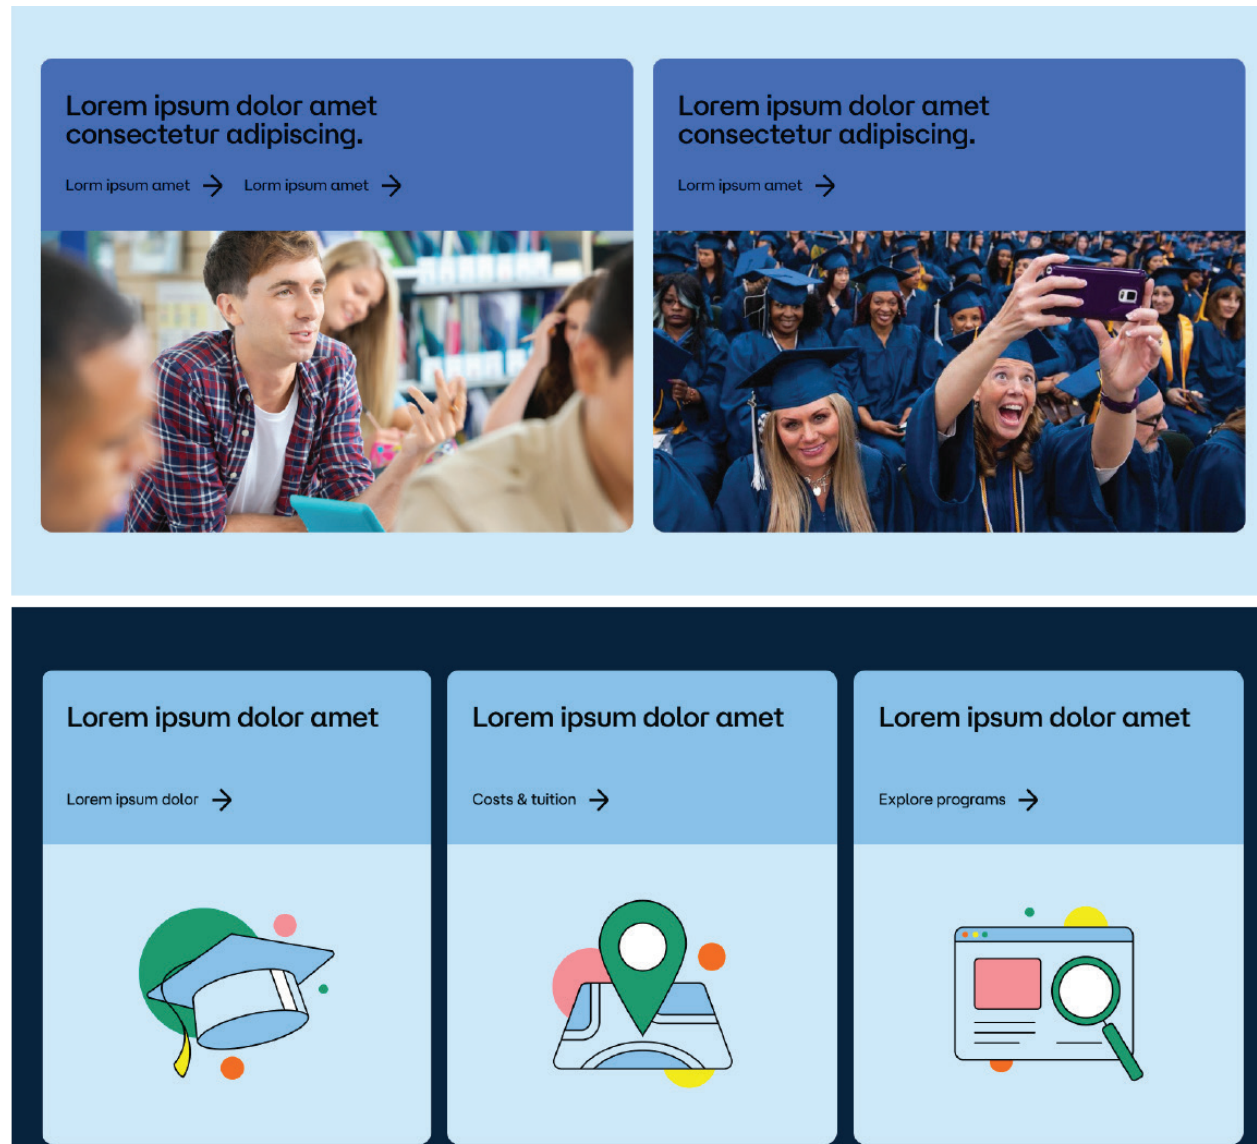 Lorem ipsum dolor amet
consectetur adipiscing.
Lorm ipsum amet
Lorm ipsum amet
Lorem ipsum dolor amet
consectetur adipiscing.
Lorm ipsum amet
Lorem ipsum dolor amet
Lorem ipsum dolor
Lorem ipsum dolor amet
Costs & tuition
Lorem ipsum dolor amet
Explore programs